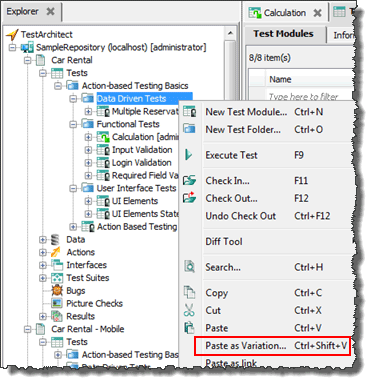 Explorer
TestArchitect
SampleRepository (localhost) [administrator]
Car Rental
Tests
Action-based Testing Basics
Data Driven Tests
Multiple Reservat
Functional Tests
Calculation [admi
Input Validation
Login Validation
Required Field Va
User Interface Tests
UI Elements
UI Elements State
Action Based Testing
Data
Actions
Interfaces
Test Suites
Bugs
Picture Checks
Results
Car Rental - Mobile
Tests
Action-based Testing Ba
Calculation
T
Test Modules
Inform
8/8 item(s)
Name
Type here to filter
New Test Module... Ctrl+N
New Test Folder... Ctrl+O
Execute Test F9
Check In... F11
Check Out... F12
Undo Check Out Ctrl+F12
Diff Tool
Search... Ctrl+H
Copy Ctrl+C
Cut Ctrl+X
Paste Ctrl+V
Paste as Variation... Ctrl+Shift+V
Paste as link